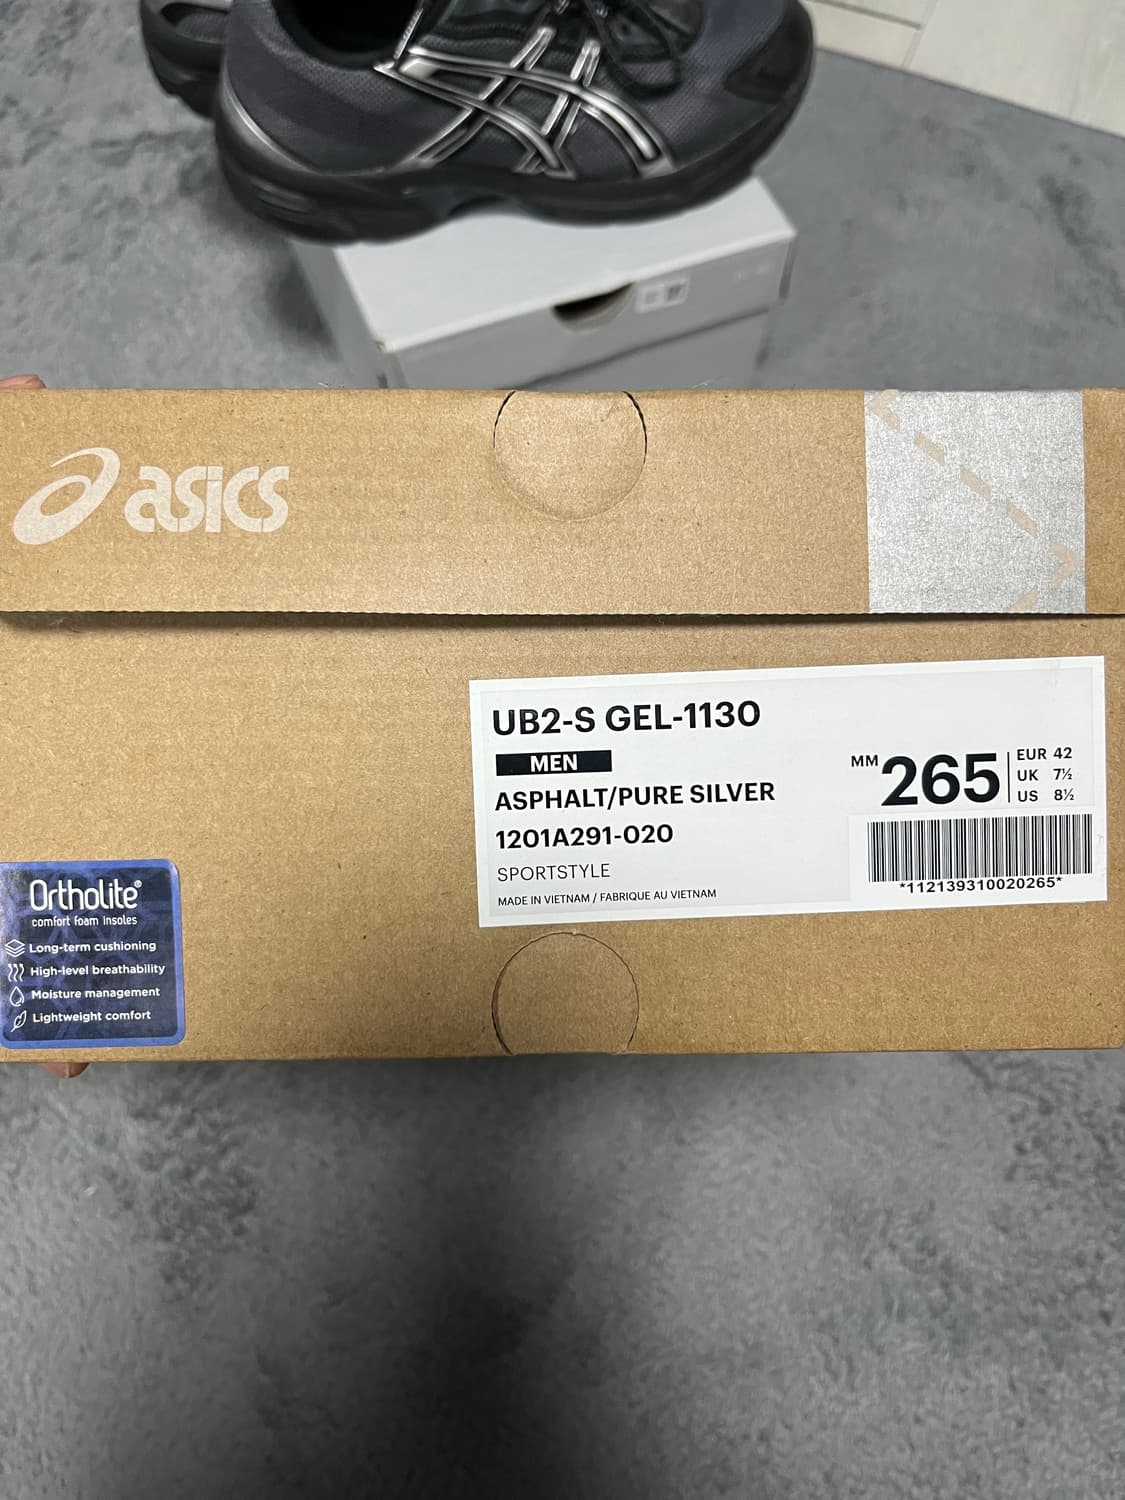 asics
UB2-S GEL-1130
MEN
ASPHALT/PURE SILVER
1201A291-020
SPORTSTYLE
MADE IN VIETNAM / FABRIQUE AU VIETNAM
MM 265
EUR 42
UK 7½
US 8½
*112139310020265*
Ortholite®
comfort foam insoles
Long-term cushioning
High-level breathability
Moisture management
Lightweight comfort